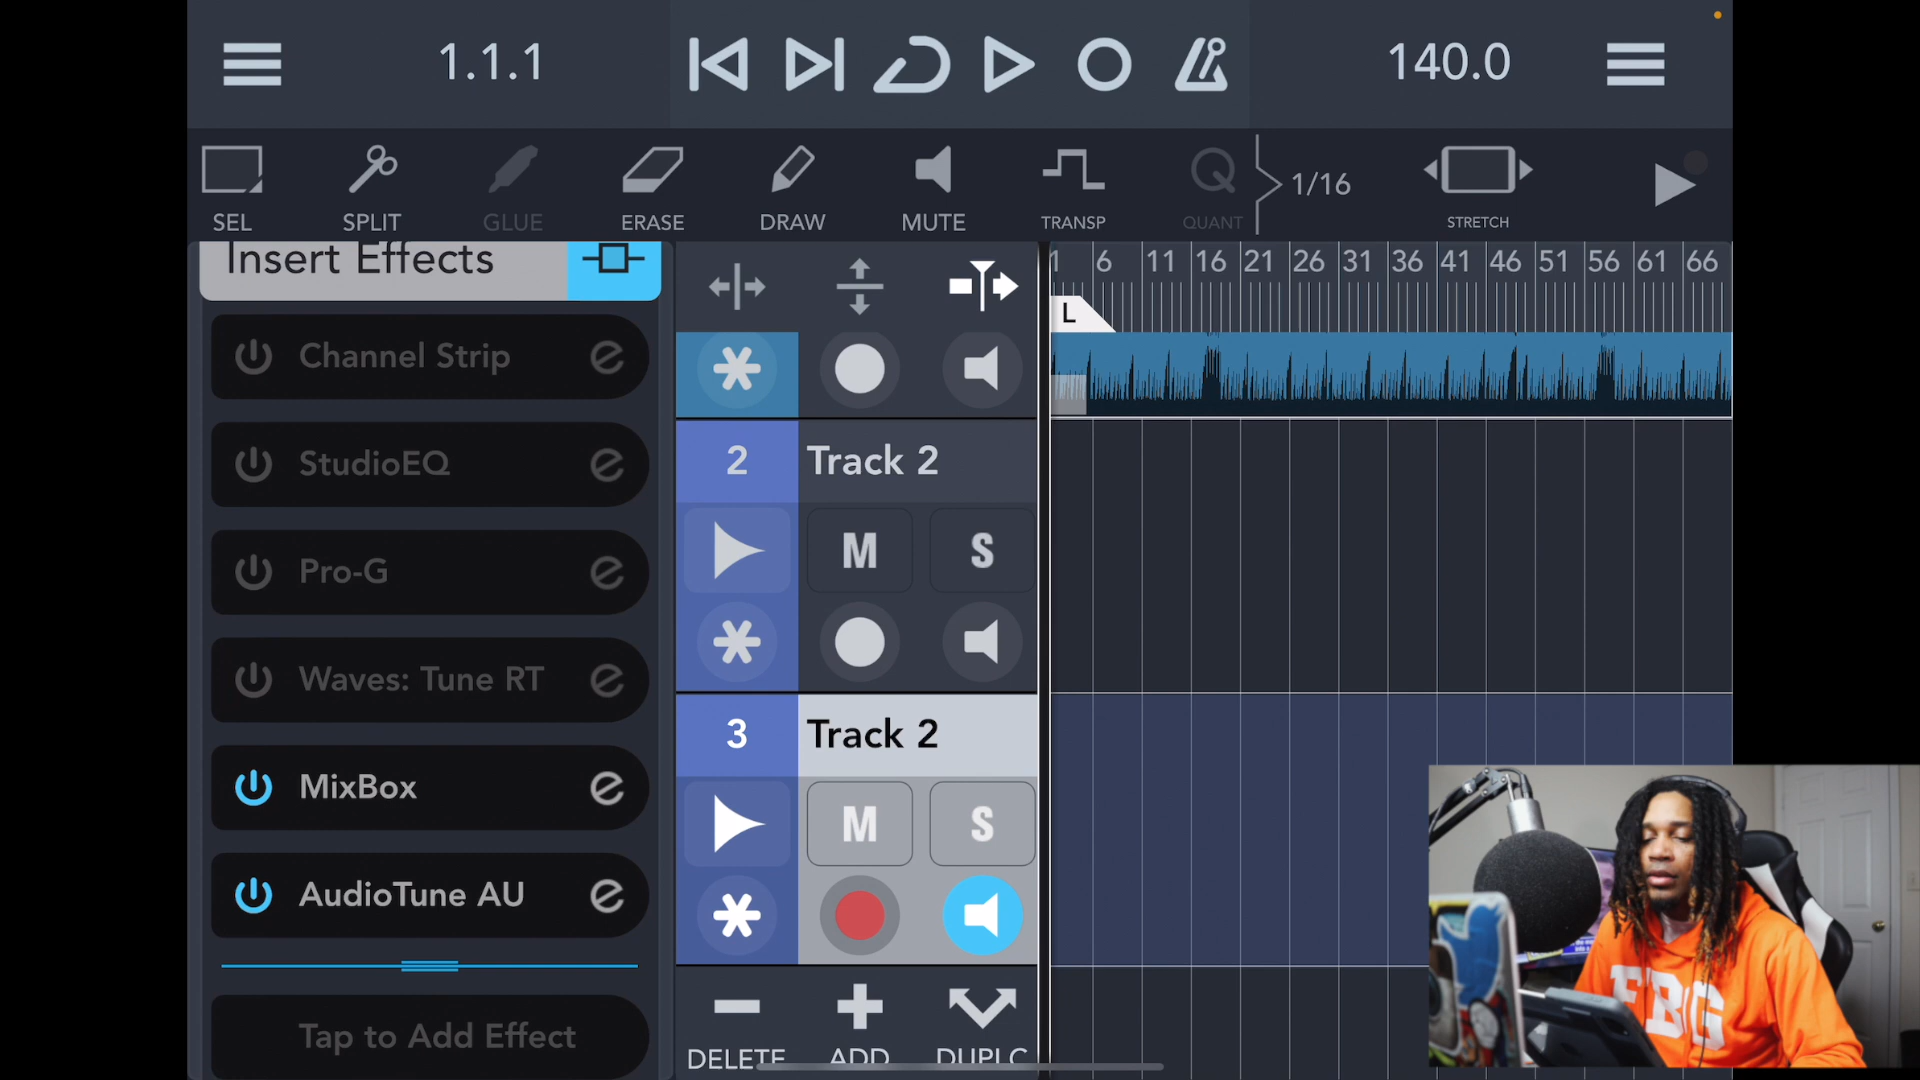 1.1.1
140.0
SEL
SPLIT
GLUE
ERASE
DRAW
MUTE
TRANSP
Q
QUANT
1/16
STRETCH
Insert Effects
Channel Strip e
StudioEQ e
Pro-G e
Waves: Tune RT e
MixBox e
AudioTune AU e
Tap to Add Effect
1 6 11 16 21 26 31 36 41 46 51 56 61 66
L
2 Track 2
M S
3 Track 2
M S
DELETE
ADD
DUPLC
FBG